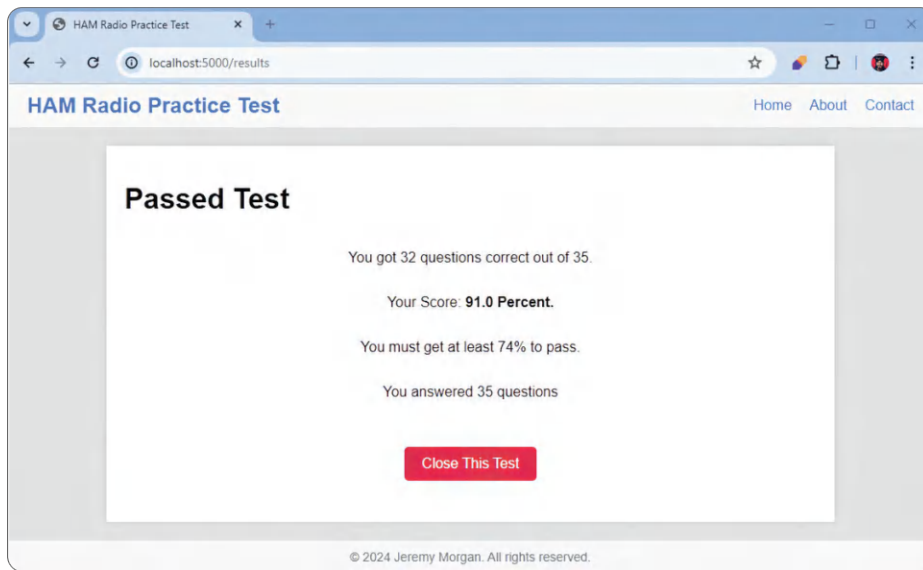 HAM Radio Practice Test
localhost:5000/results
HAM Radio Practice Test
Home About Contact
Passed Test
You got 32 questions correct out of 35.
Your Score: 91.0 Percent.
You must get at least 74% to pass.
You answered 35 questions
Close This Test
© 2024 Jeremy Morgan. All rights reserved.